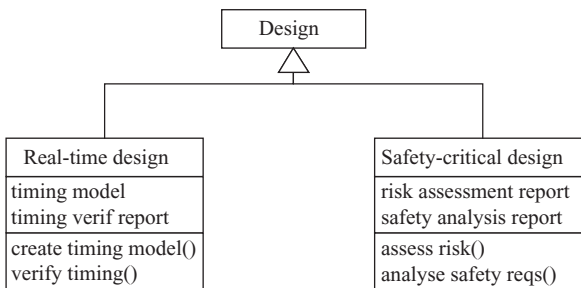 Design
Real-time design
timing model
timing verif report
create timing model()
verify timing()
Safety-critical design
risk assessment report
safety analysis report
assess risk()
analyse safety reqs()